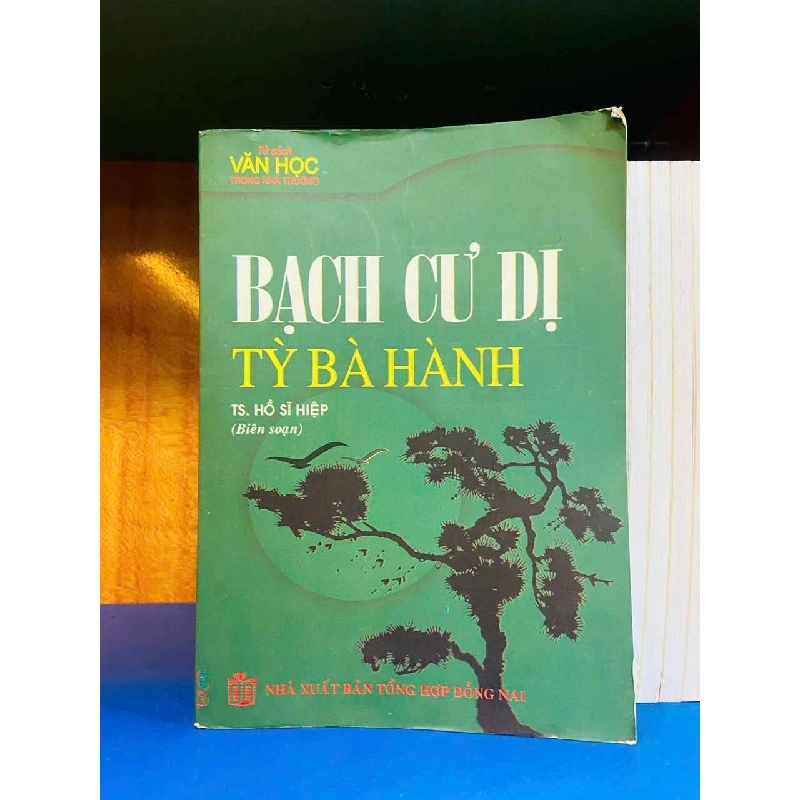 Tủ sách
VĂN HỌC
TRONG NHÀ TRƯỜNG
BẠCH CƯ DỊ
TỲ BÀ HÀNH
TS. HỒ SĨ HIỆP
(Biên soạn)
NHÀ XUẤT BẢN TỔNG HỢP ĐỒNG NAI